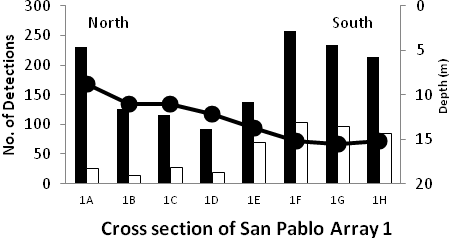 300 North South 0
250 5
200
No. of Detections 150 10 Depth (m)
100
15
50
0 20
1A 1B 1C 1D 1E 1F 1G 1H
Cross section of San Pablo Array 1